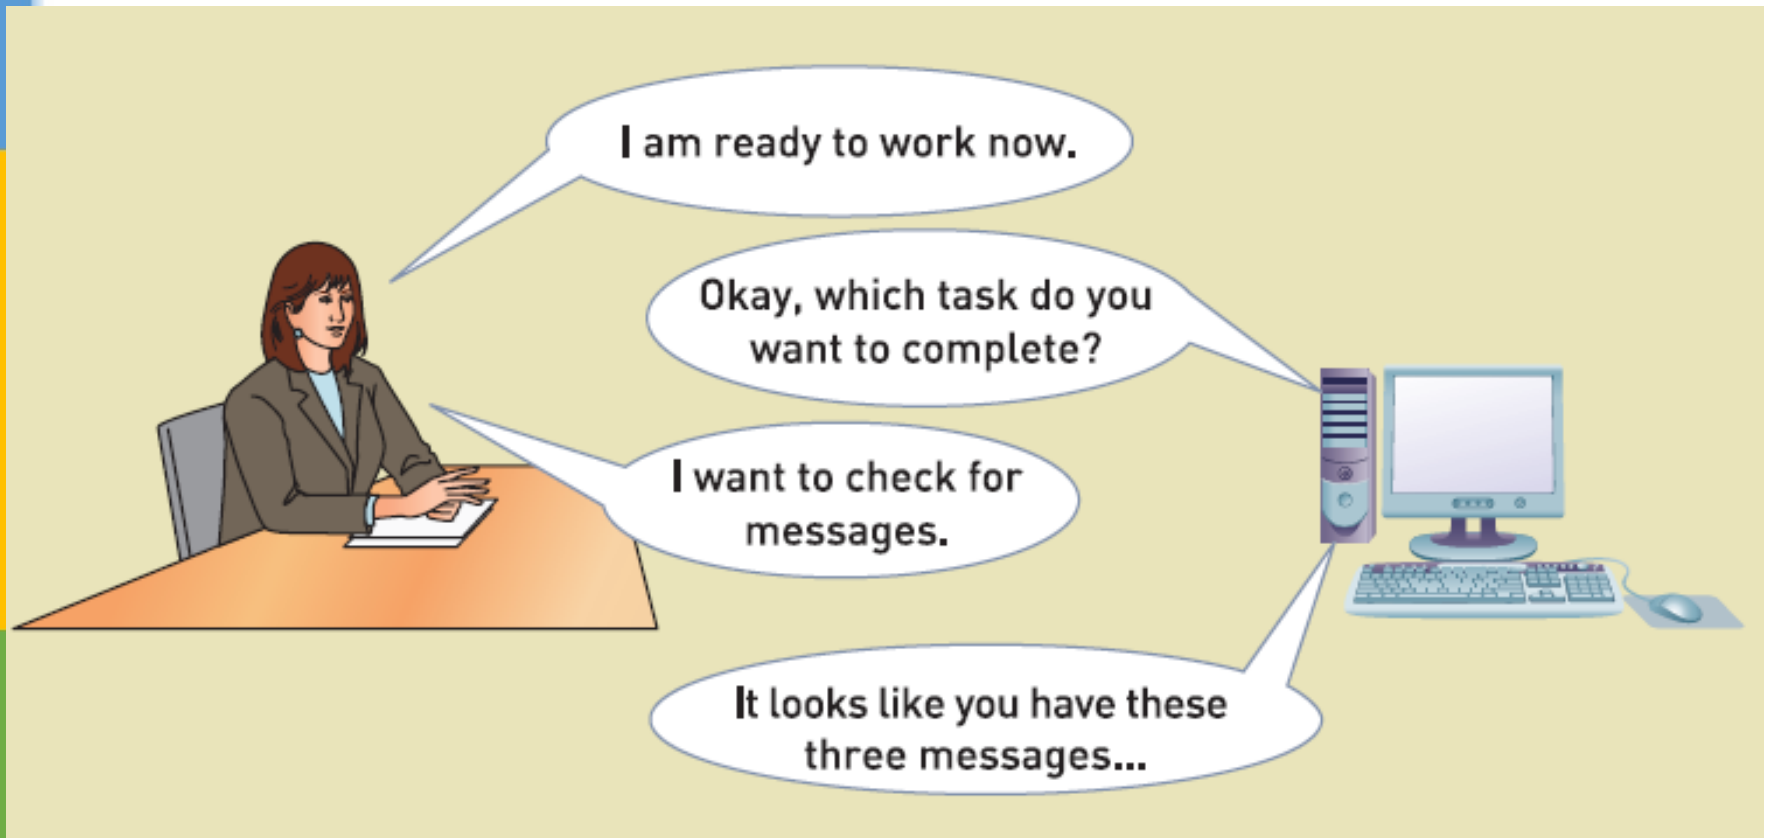 I am ready to work now.
Okay, which task do you
want to complete?
I want to check for
messages.
It looks like you have these
three messages...